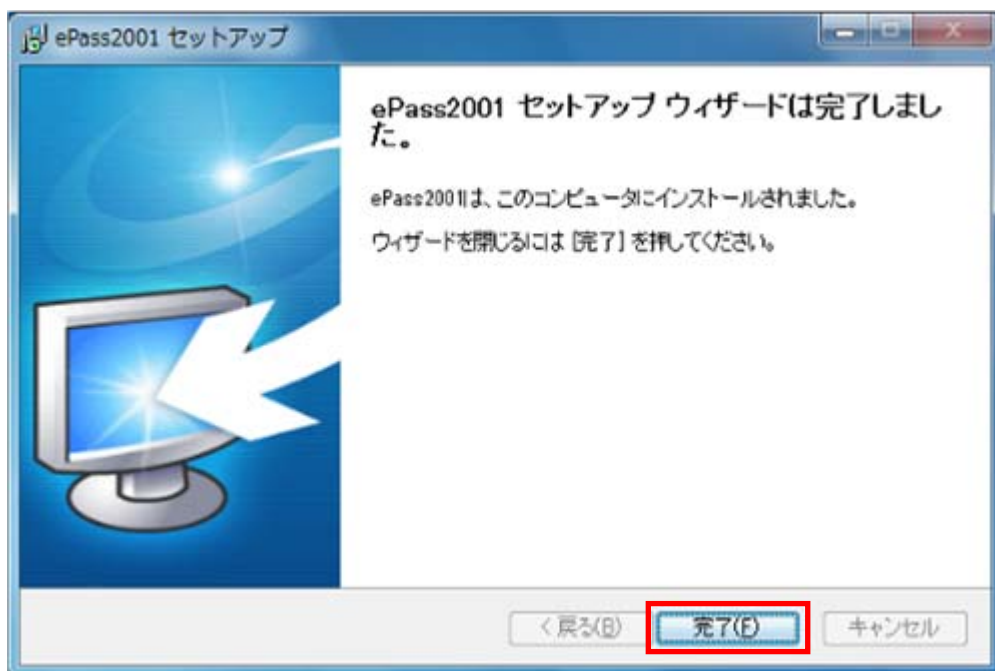 ePass2001 セットアップ
ePass2001 セットアップ ウィザードは完了しまし
た。
ePass2001は、このコンピュータにインストールされました。
ウィザードを閉じるには [完了] を押してください。
< 戻る(B)
完了(F)
キャンセル